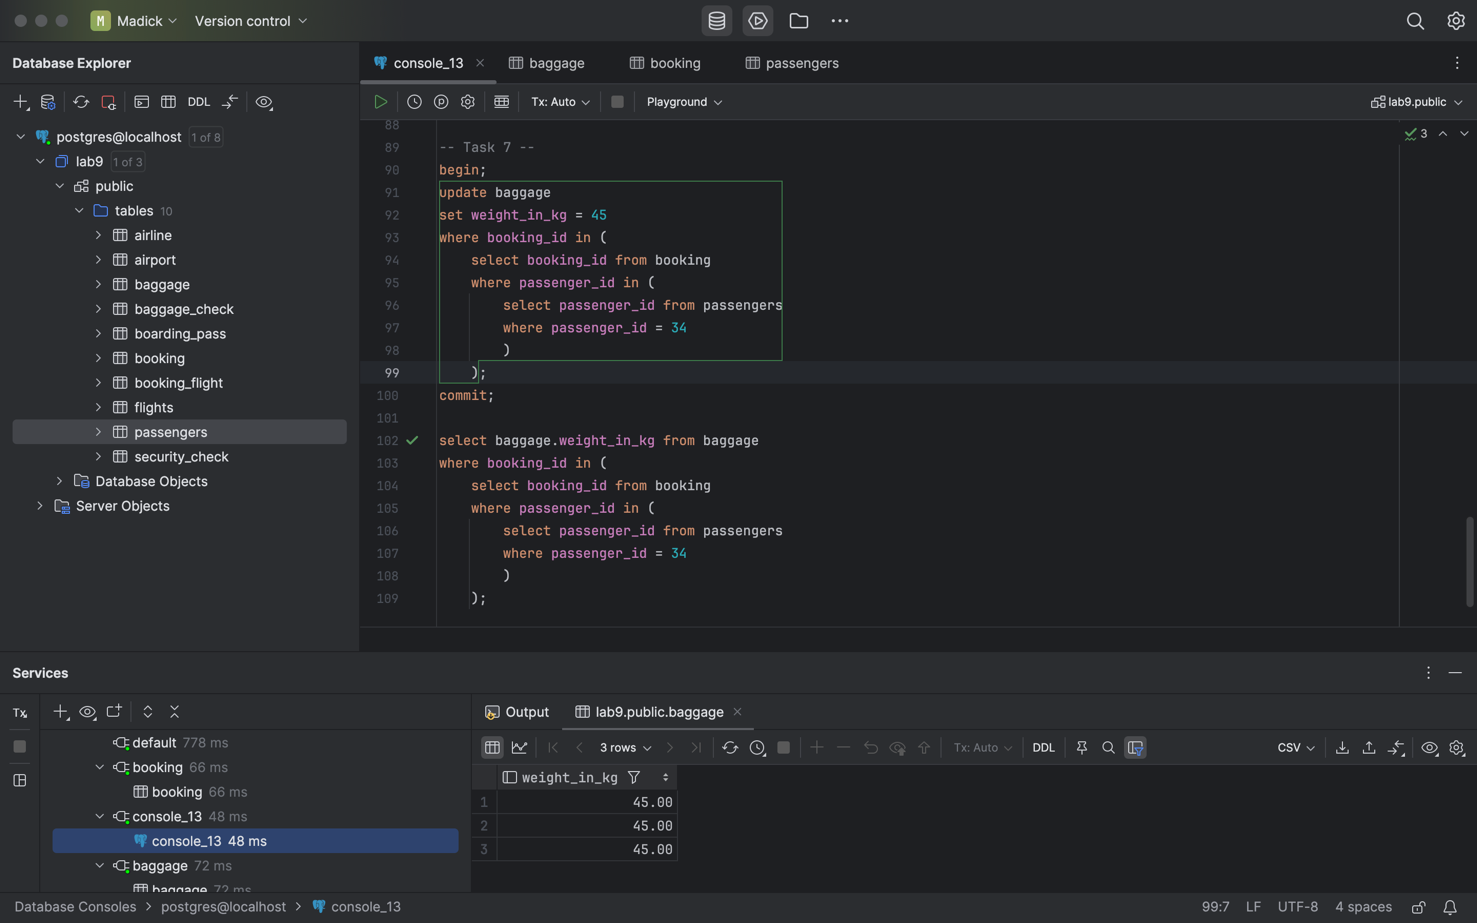 M Madick Version control
Database Explorer
console_13 baggage booking passengers
DDL
Tx: Auto Playground lab9.public
postgres@localhost 1 of 8
lab9 1 of 3
public
tables 10
airline
airport
baggage
baggage_check
boarding_pass
booking
booking_flight
flights
passengers
security_check
Database Objects
Server Objects
3
88
89 -- Task 7 --
90 begin;
91 update baggage
92 set weight_in_kg = 45
93 where booking_id in (
94 select booking_id from booking
95 where passenger_id in (
96 select passenger_id from passengers
97 where passenger_id = 34
98 )
99 );
100 commit;
101
102 select baggage.weight_in_kg from baggage
103 where booking_id in (
104 select booking_id from booking
105 where passenger_id in (
106 select passenger_id from passengers
107 where passenger_id = 34
108 )
109 );
Services
Tx
default 778 ms
booking 66 ms
booking 66 ms
console_13 48 ms
console_13 48 ms
baggage 72 ms
baggage 72 ms
Output lab9.public.baggage
3 rows Tx: Auto DDL CSV
weight_in_kg
1 45.00
2 45.00
3 45.00
Database Consoles postgres@localhost console_13
99:7 LF UTF-8 4 spaces